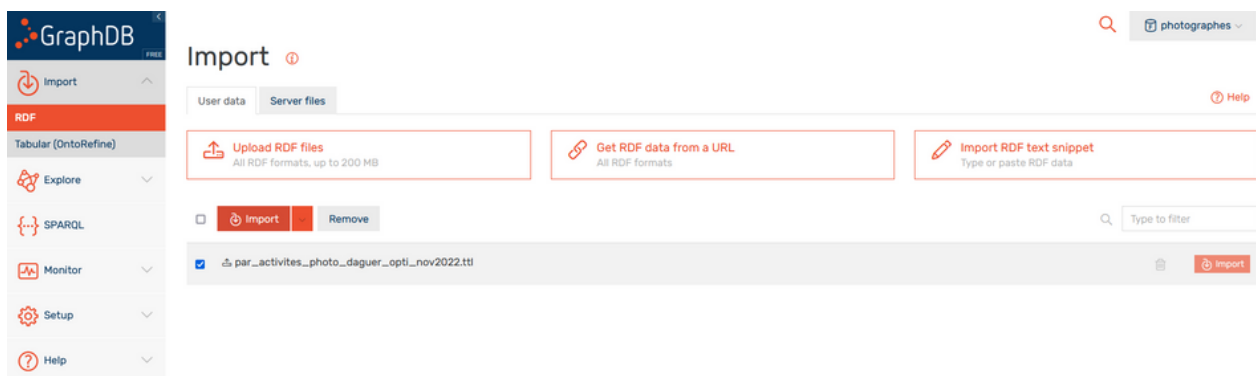 GraphDB
FREE
Import
RDF
Tabular (OntoRefine)
Explore
SPARQL
Monitor
Setup
Help
photographes
Import
User data
Server files
Help
Upload RDF files
All RDF formats, up to 200 MB
Get RDF data from a URL
All RDF formats
Import RDF text snippet
Type or paste RDF data
Import
Remove
Type to filter
par_activites_photo_daguer_opti_nov2022.ttl
Import